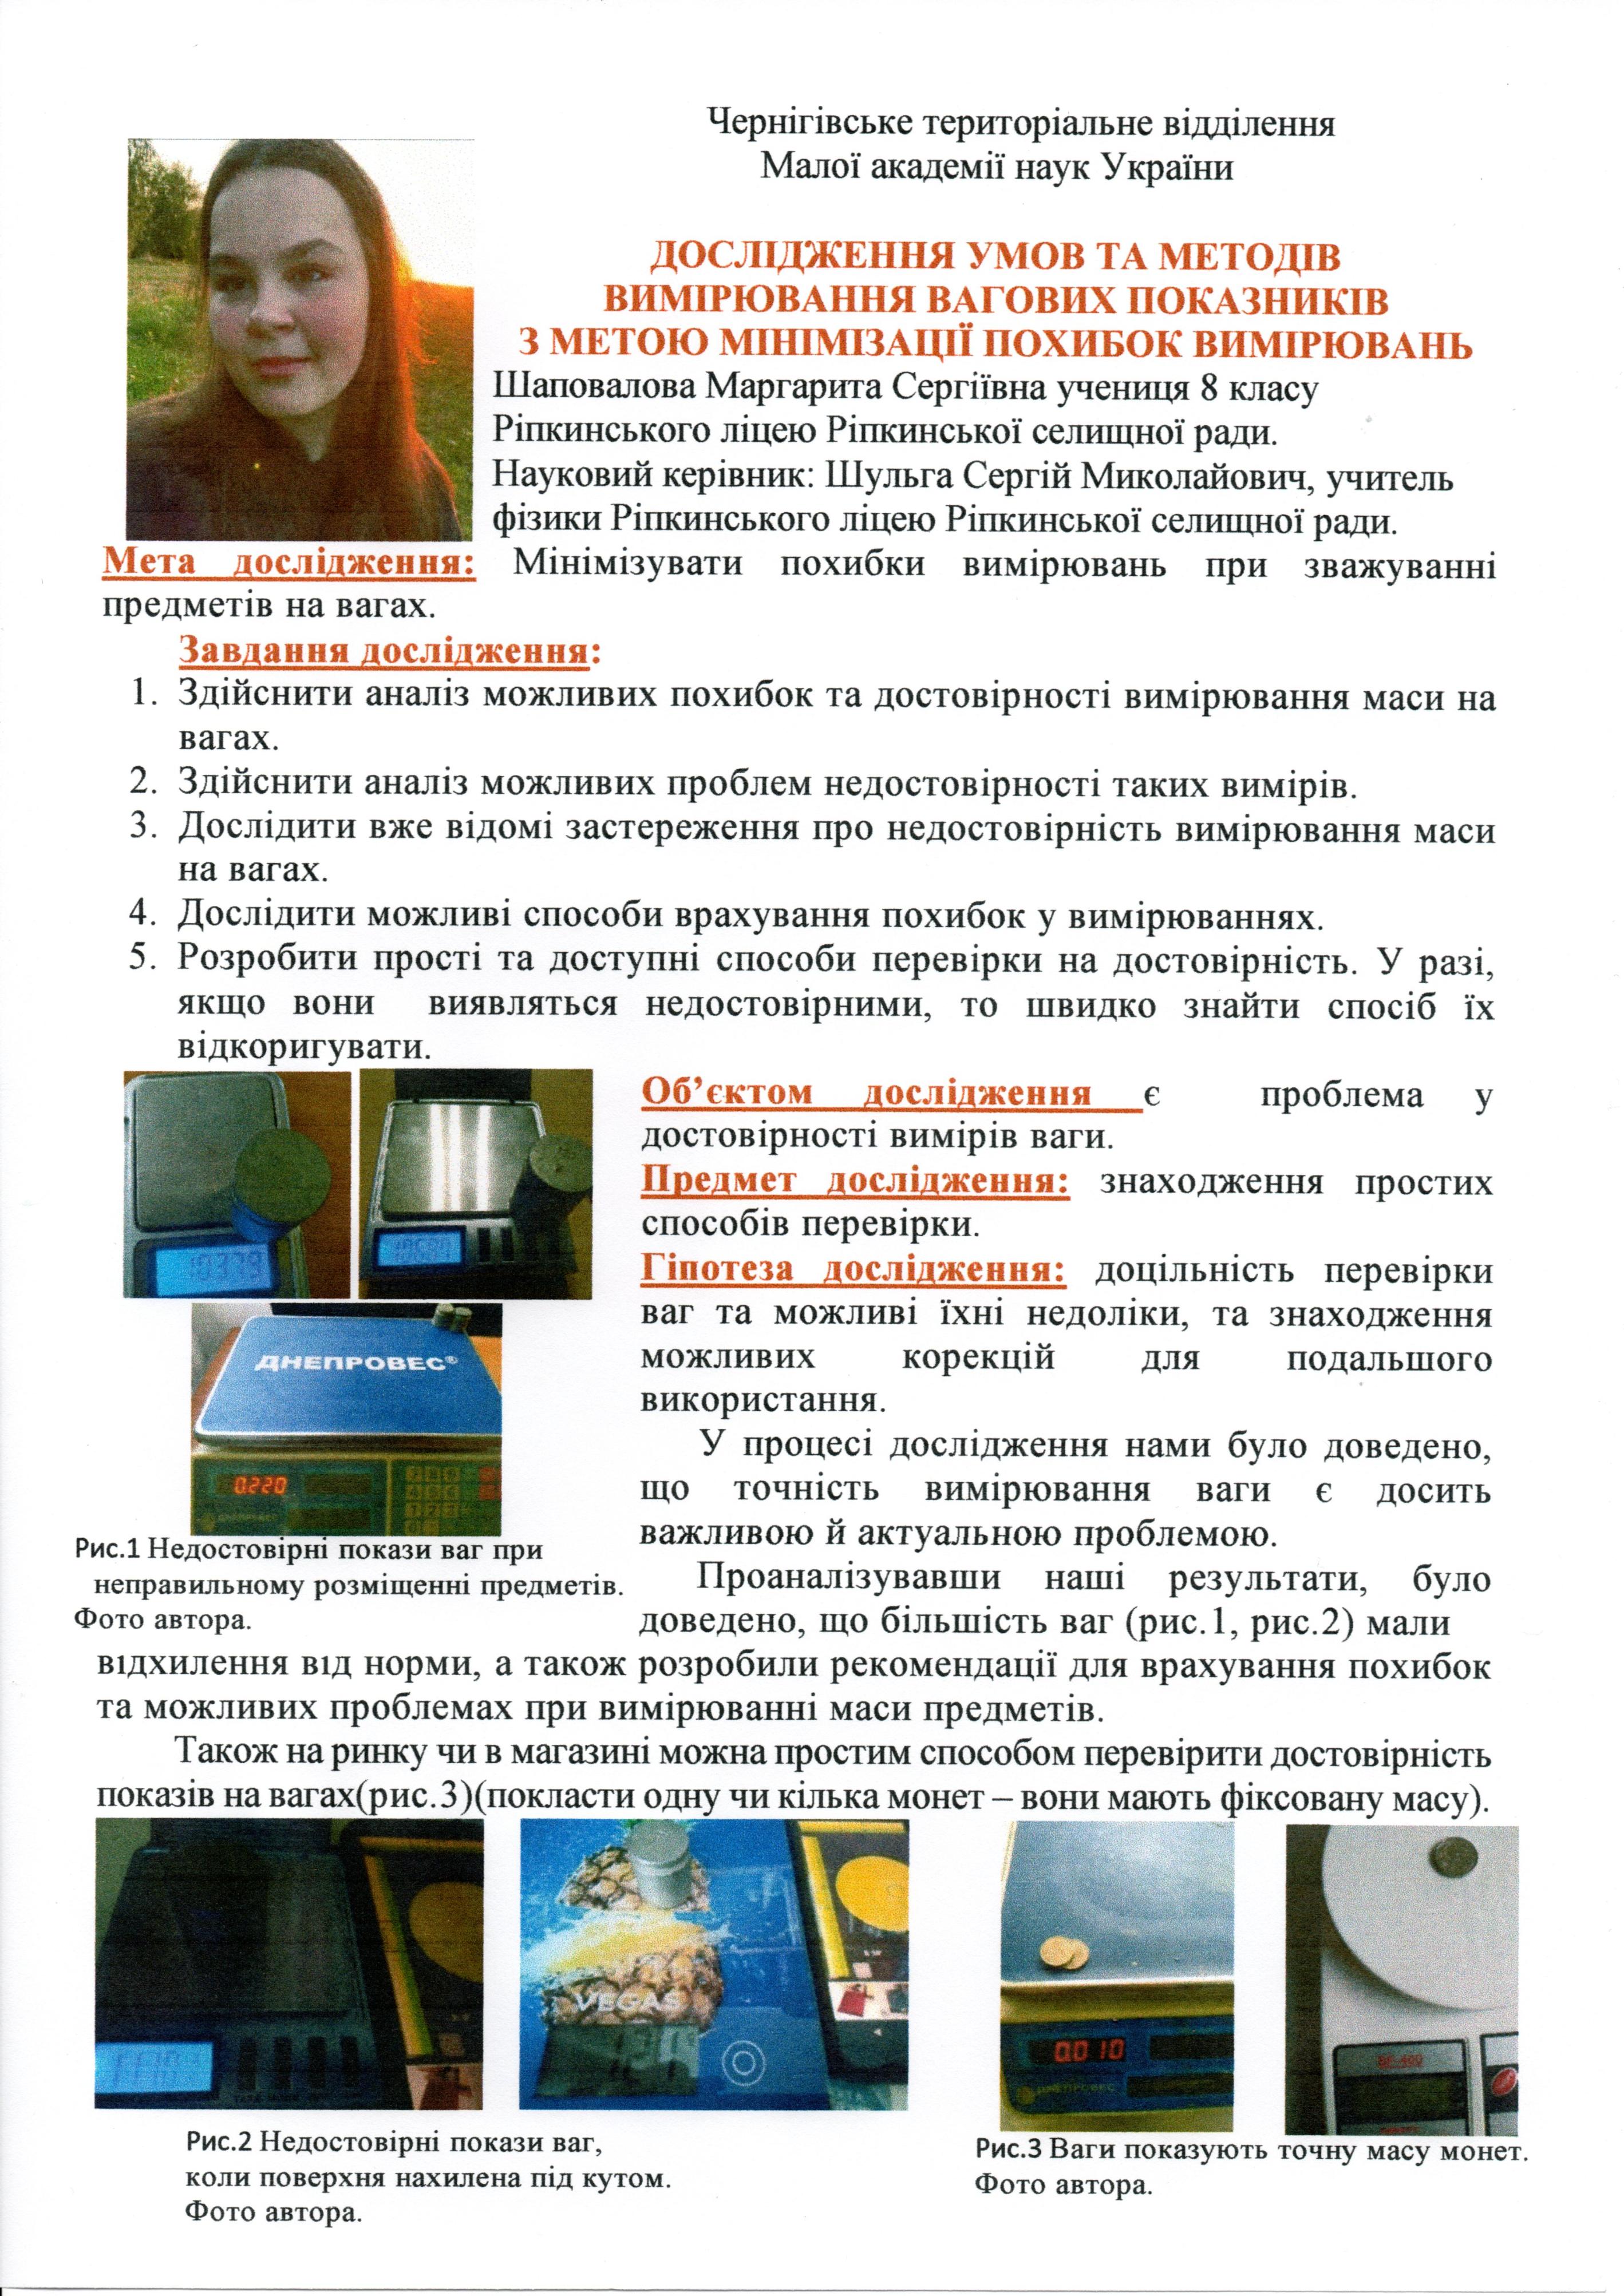 Чернігівське територіальне відділення
Малої академії наук України
ДОСЛІДЖЕННЯ УМОВ ТА МЕТОДІВ
ВИМІРЮВАННЯ ВАГОВИХ ПОКАЗНИКІВ
З МЕТОЮ МІНІМІЗАЦІЇ ПОХИБОК ВИМІРЮВАНЬ
Шаповалова Маргарита Сергіївна учениця 8 класу
Ріпкинського ліцею Ріпкинської селищної ради.
Науковий керівник: Шульга Сергій Миколайович, учитель
фізики Ріпкинського ліцею Ріпкинської селищної ради.
Мета дослідження: Мінімізувати похибки вимірювань при зважуванні
предметів на вагах.
Завдання дослідження:
1. Здійснити аналіз можливих похибок та достовірності вимірювання маси на
вагах.
2. Здійснити аналіз можливих проблем недостовірності таких вимірів.
3. Дослідити вже відомі застереження про недостовірність вимірювання маси
на вагах.
4. Дослідити можливі способи врахування похибок у вимірюваннях.
5. Розробити прості та доступні способи перевірки на достовірність. У разі,
якщо вони виявляться недостовірними, то швидко знайти спосіб їх
відкоригувати.
Об’єктом дослідження є проблема у
достовірності вимірів ваги.
Предмет дослідження: знаходження простих
способів перевірки.
Гіпотеза дослідження: доцільність перевірки
ваг та можливі їхні недоліки, та знаходження
можливих корекцій для подальшого
використання.
У процесі дослідження нами було доведено,
що точність вимірювання ваги є досить
важливою й актуальною проблемою.
ДНЕПРОВЕС®
0.220
ДНЕПРОВЕС
Рис.1 Недостовірні покази ваг при
неправильному розміщенні предметів.
Фото автора.
Проаналізувавши наші результати, було
доведено, що більшість ваг (рис.1, рис.2) мали
відхилення від норми, а також розробили рекомендації для врахування похибок
та можливих проблемах при вимірюванні маси предметів.
Також на ринку чи в магазині можна простим способом перевірити достовірність
показів на вагах(рис.3)(покласти одну чи кілька монет – вони мають фіксовану масу).
VEGAS
0.010
ДНЕПРОВЕС
Рис.2 Недостовірні покази ваг,
коли поверхня нахилена під кутом.
Фото автора.
Рис.3 Ваги показують точну масу монет.
Фото автора.